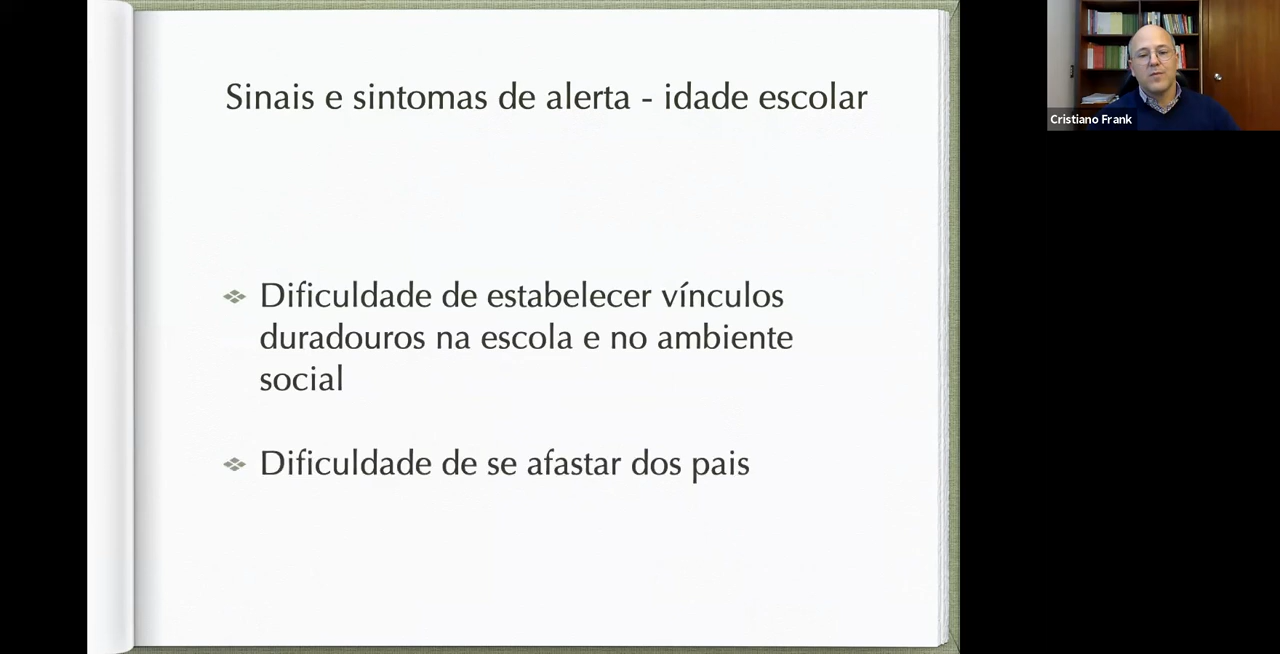 Sinais e sintomas de alerta - idade escolar
Dificuldade de estabelecer vínculos
duradouros na escola e no ambiente
social
Dificuldade de se afastar dos pais
Cristiano Frank